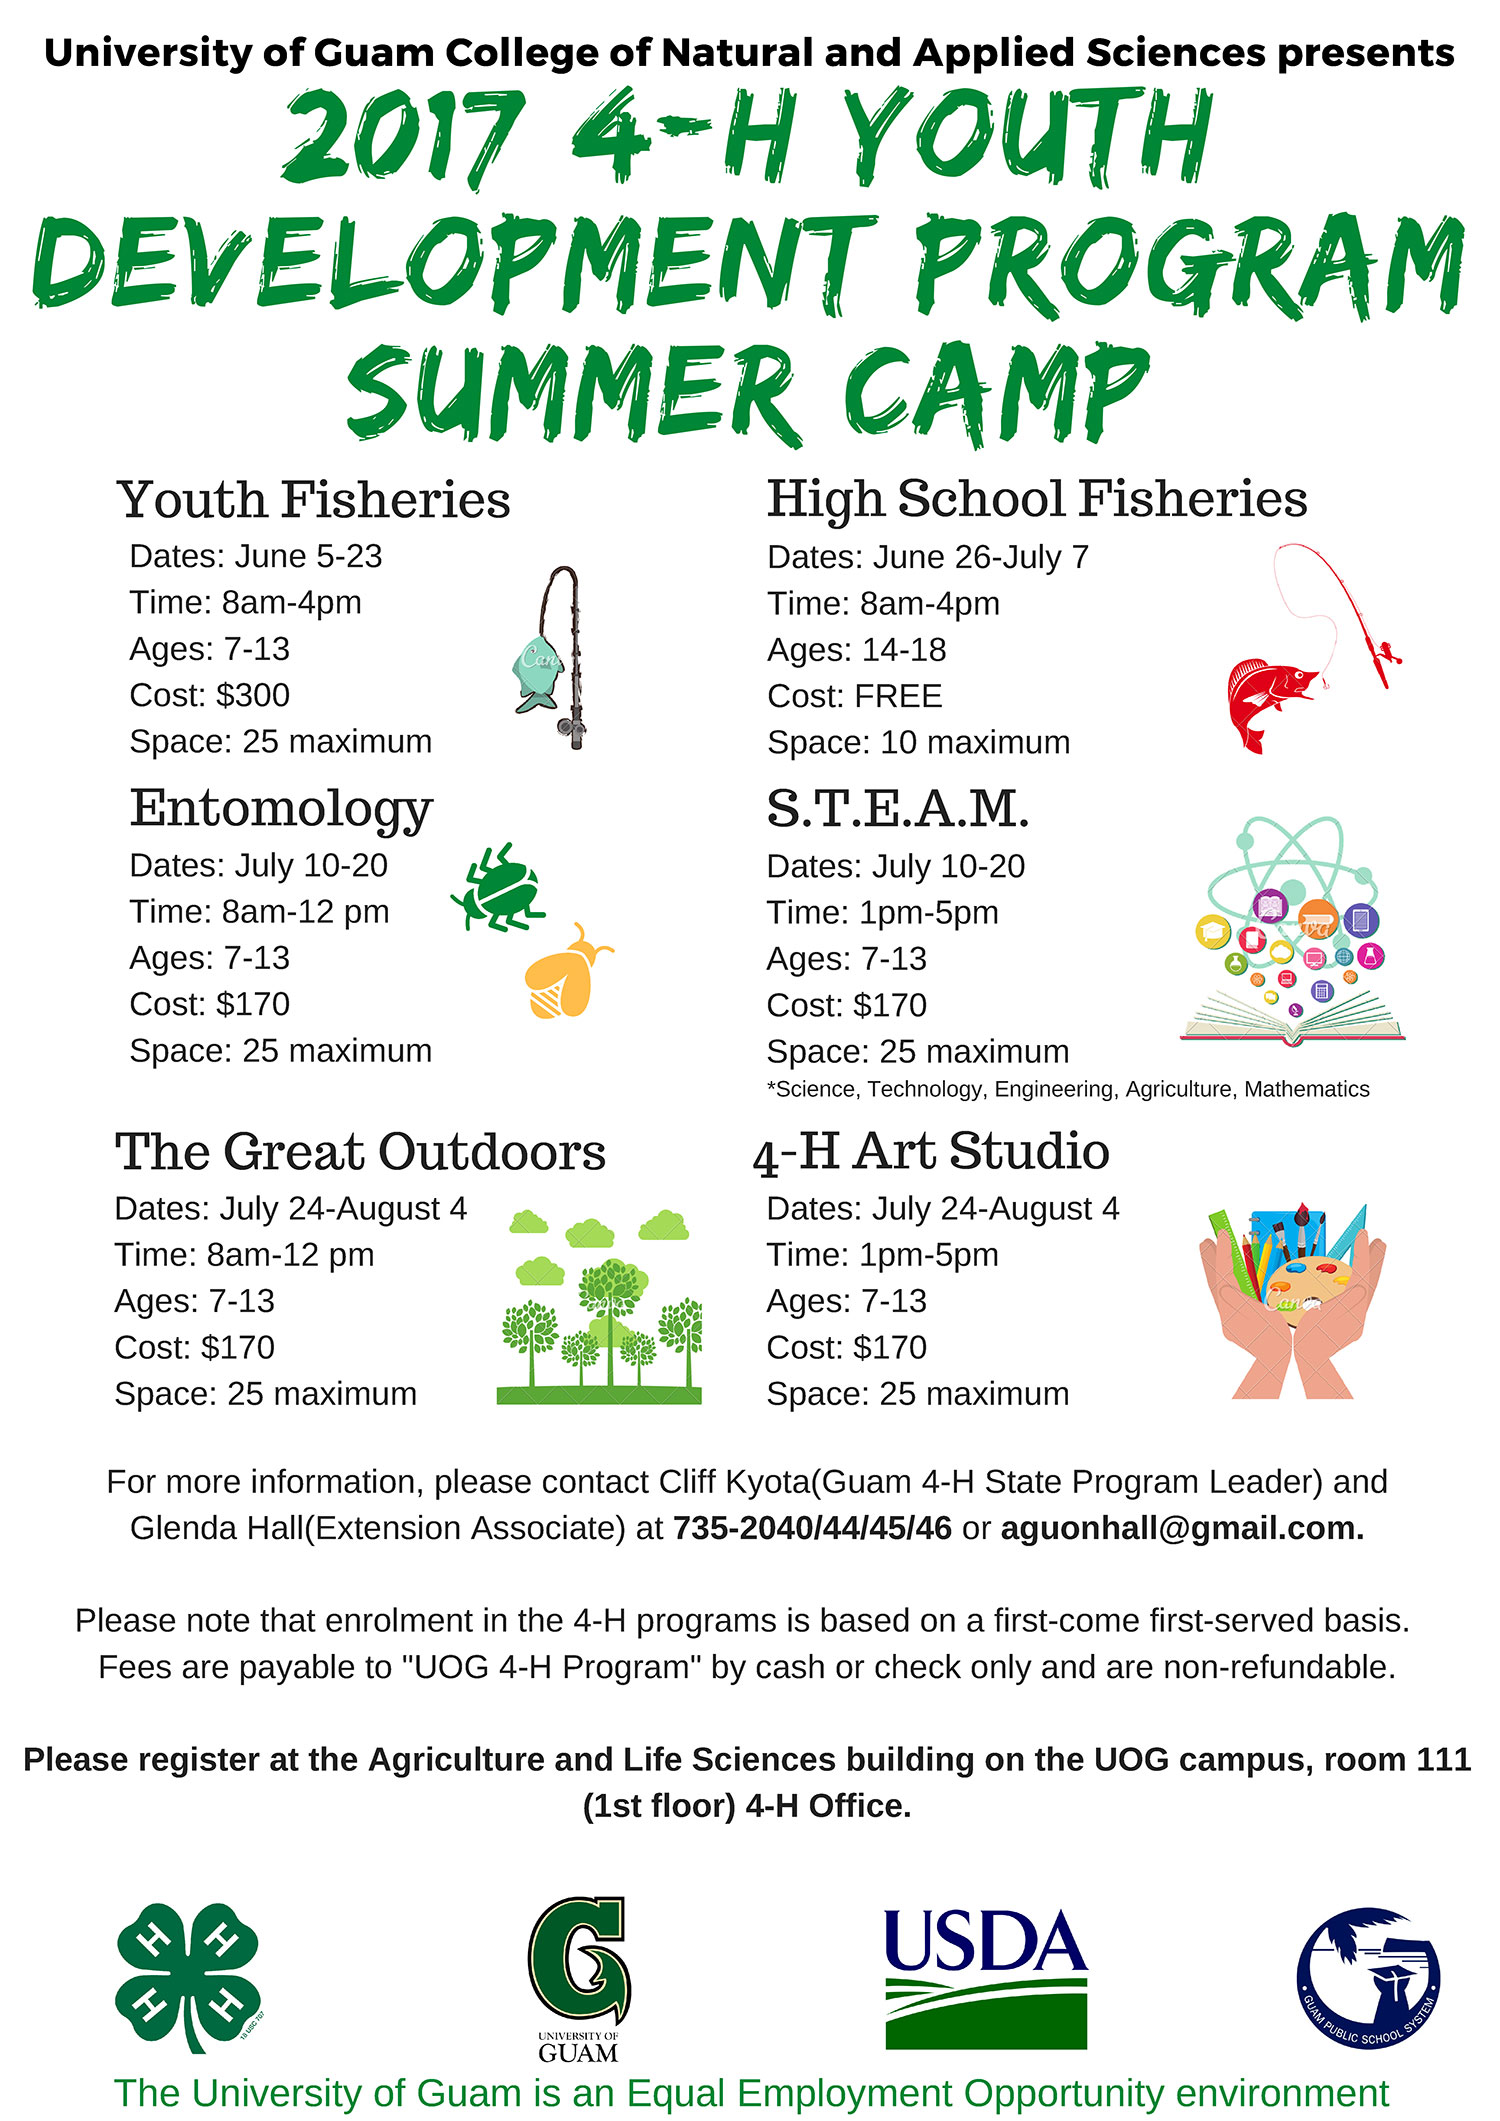 University of Guam College of Natural and Applied Sciences presents
2017 4-H YOUTH
DEVELOPMENT PROGRAM
SUMMER CAMP
Youth Fisheries
Dates: June 5-23
Time: 8am-4pm
Ages: 7-13
Cost: $300
Space: 25 maximum
High School Fisheries
Dates: June 26-July 7
Time: 8am-4pm
Ages: 14-18
Cost: FREE
Space: 10 maximum
Entomology
Dates: July 10-20
Time: 8am-12 pm
Ages: 7-13
Cost: $170
Space: 25 maximum
S.T.E.A.M.
Dates: July 10-20
Time: 1pm-5pm
Ages: 7-13
Cost: $170
Space: 25 maximum
*Science, Technology, Engineering, Agriculture, Mathematics
The Great Outdoors
Dates: July 24-August 4
Time: 8am-12 pm
Ages: 7-13
Cost: $170
Space: 25 maximum
4-H Art Studio
Dates: July 24-August 4
Time: 1pm-5pm
Ages: 7-13
Cost: $170
Space: 25 maximum
For more information, please contact Cliff Kyota(Guam 4-H State Program Leader) and
Glenda Hall(Extension Associate) at 735-2040/44/45/46 or aguonhall@gmail.com.
Please note that enrolment in the 4-H programs is based on a first-come first-served basis.
Fees are payable to "UOG 4-H Program" by cash or check only and are non-refundable.
Please register at the Agriculture and Life Sciences building on the UOG campus, room 111
(1st floor) 4-H Office.
H H
H H
18 USC 707
G
UNIVERSITY OF
GUAM
USDA
GUAM PUBLIC SCHOOL SYSTEM
The University of Guam is an Equal Employment Opportunity environment